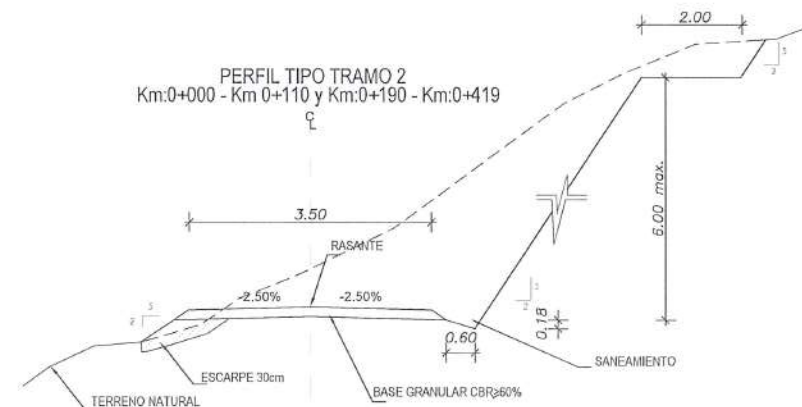 2.00
PERFIL TIPO TRAMO 2
Km:0+000 - Km 0+110 y Km:0+190 - Km:0+419
3.50
RASANTE
-2.50%
-2.50%
6.00 max.
0.18
0.60
SANEAMIENTO
ESCARPE 30cm
BASE GRANULAR CBR≥60%
TERRENO NATURAL